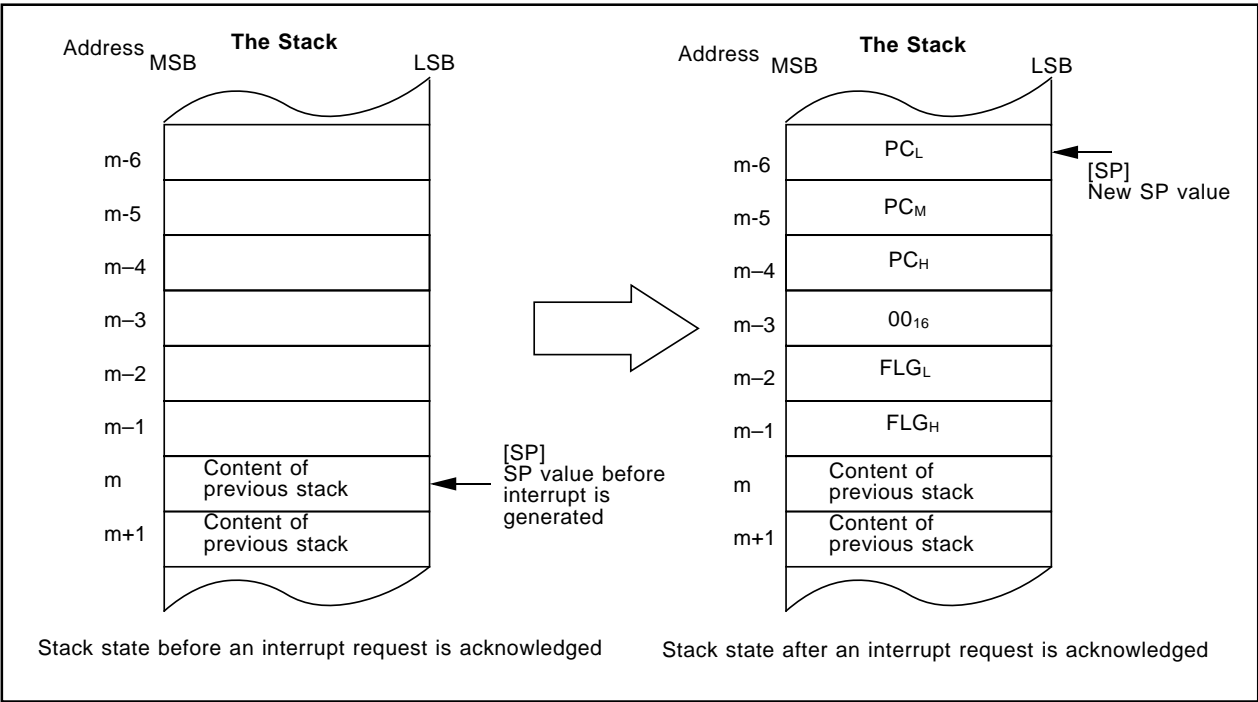 The Stack
Address
MSB
LSB
m-6
m-5
m–4
m–3
m–2
m–1
m
Content of
previous stack
m+1
Content of
previous stack
[SP]
SP value before
interrupt is
generated
Stack state before an interrupt request is acknowledged
The Stack
Address
MSB
LSB
m-6
PCL
m-5
PCM
m–4
PCH
m–3
0016
m–2
FLGL
m–1
FLGH
m
Content of
previous stack
m+1
Content of
previous stack
[SP]
New SP value
Stack state after an interrupt request is acknowledged